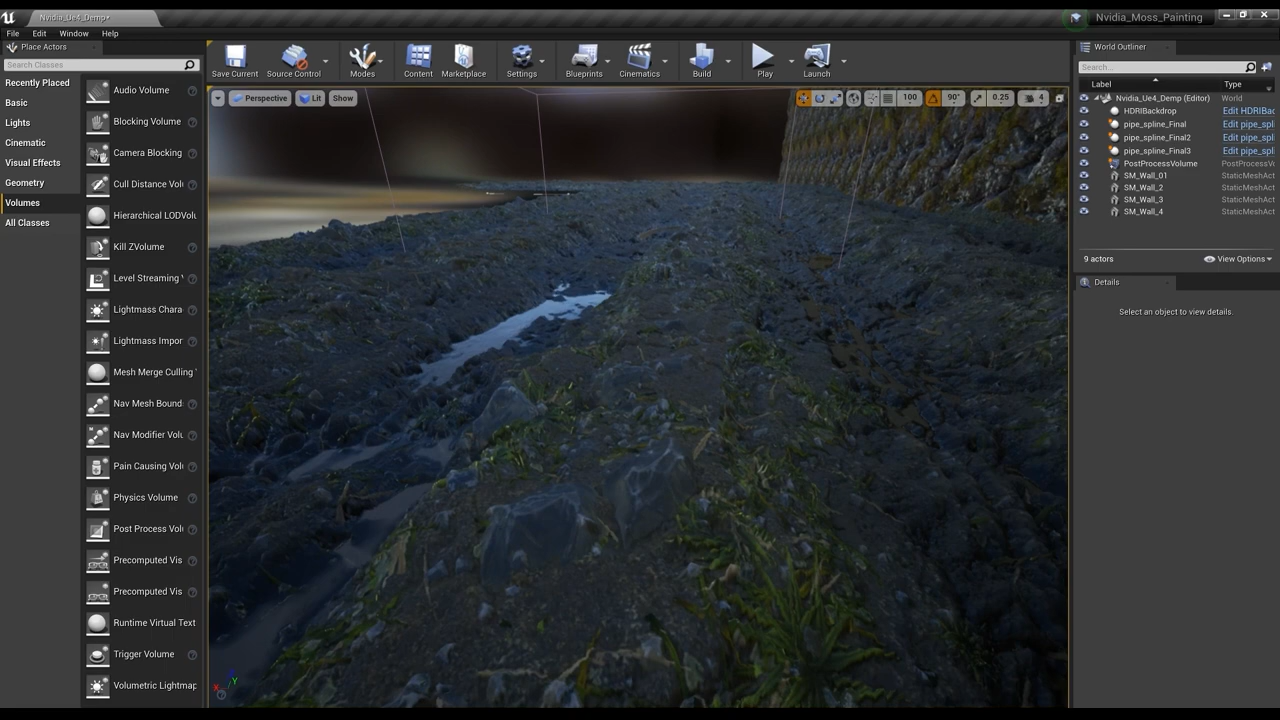 Nvidia_Ue4_Demp*
Nvidia_Moss_Painting
File Edit Window Help
Place Actors
Search Classes
Recently Placed
Basic
Lights
Cinematic
Visual Effects
Geometry
Volumes
All Classes
Audio Volume
Blocking Volume
Camera Blocking
Cull Distance Volu
Hierarchical LODVolu
Kill ZVolume
Level Streaming V
Lightmass Chara
Lightmass Impor
Mesh Merge Culling V
Nav Mesh Bound
Nav Modifier Volu
Pain Causing Volu
Physics Volume
Post Process Volu
Precomputed Vis
Precomputed Vis
Runtime Virtual Text
Trigger Volume
Volumetric Lightmap
Save Current Source Control Modes Content Marketplace Settings Blueprints Cinematics Build Play Launch
Perspective Lit Show 100 90° 0.25 4
X Y
World Outliner
Search...
Label Type
Nvidia_Ue4_Demp (Editor) World
HDRIBackdrop Edit HDRIBac
pipe_spline_Final Edit pipe_spl
pipe_spline_Final2 Edit pipe_spl
pipe_spline_Final3 Edit pipe_spl
PostProcessVolume PostProcessV
SM_Wall_01 StaticMeshAct
SM_Wall_2 StaticMeshAct
SM_Wall_3 StaticMeshAct
SM_Wall_4 StaticMeshAct
9 actors View Options
Details
Select an object to view details.